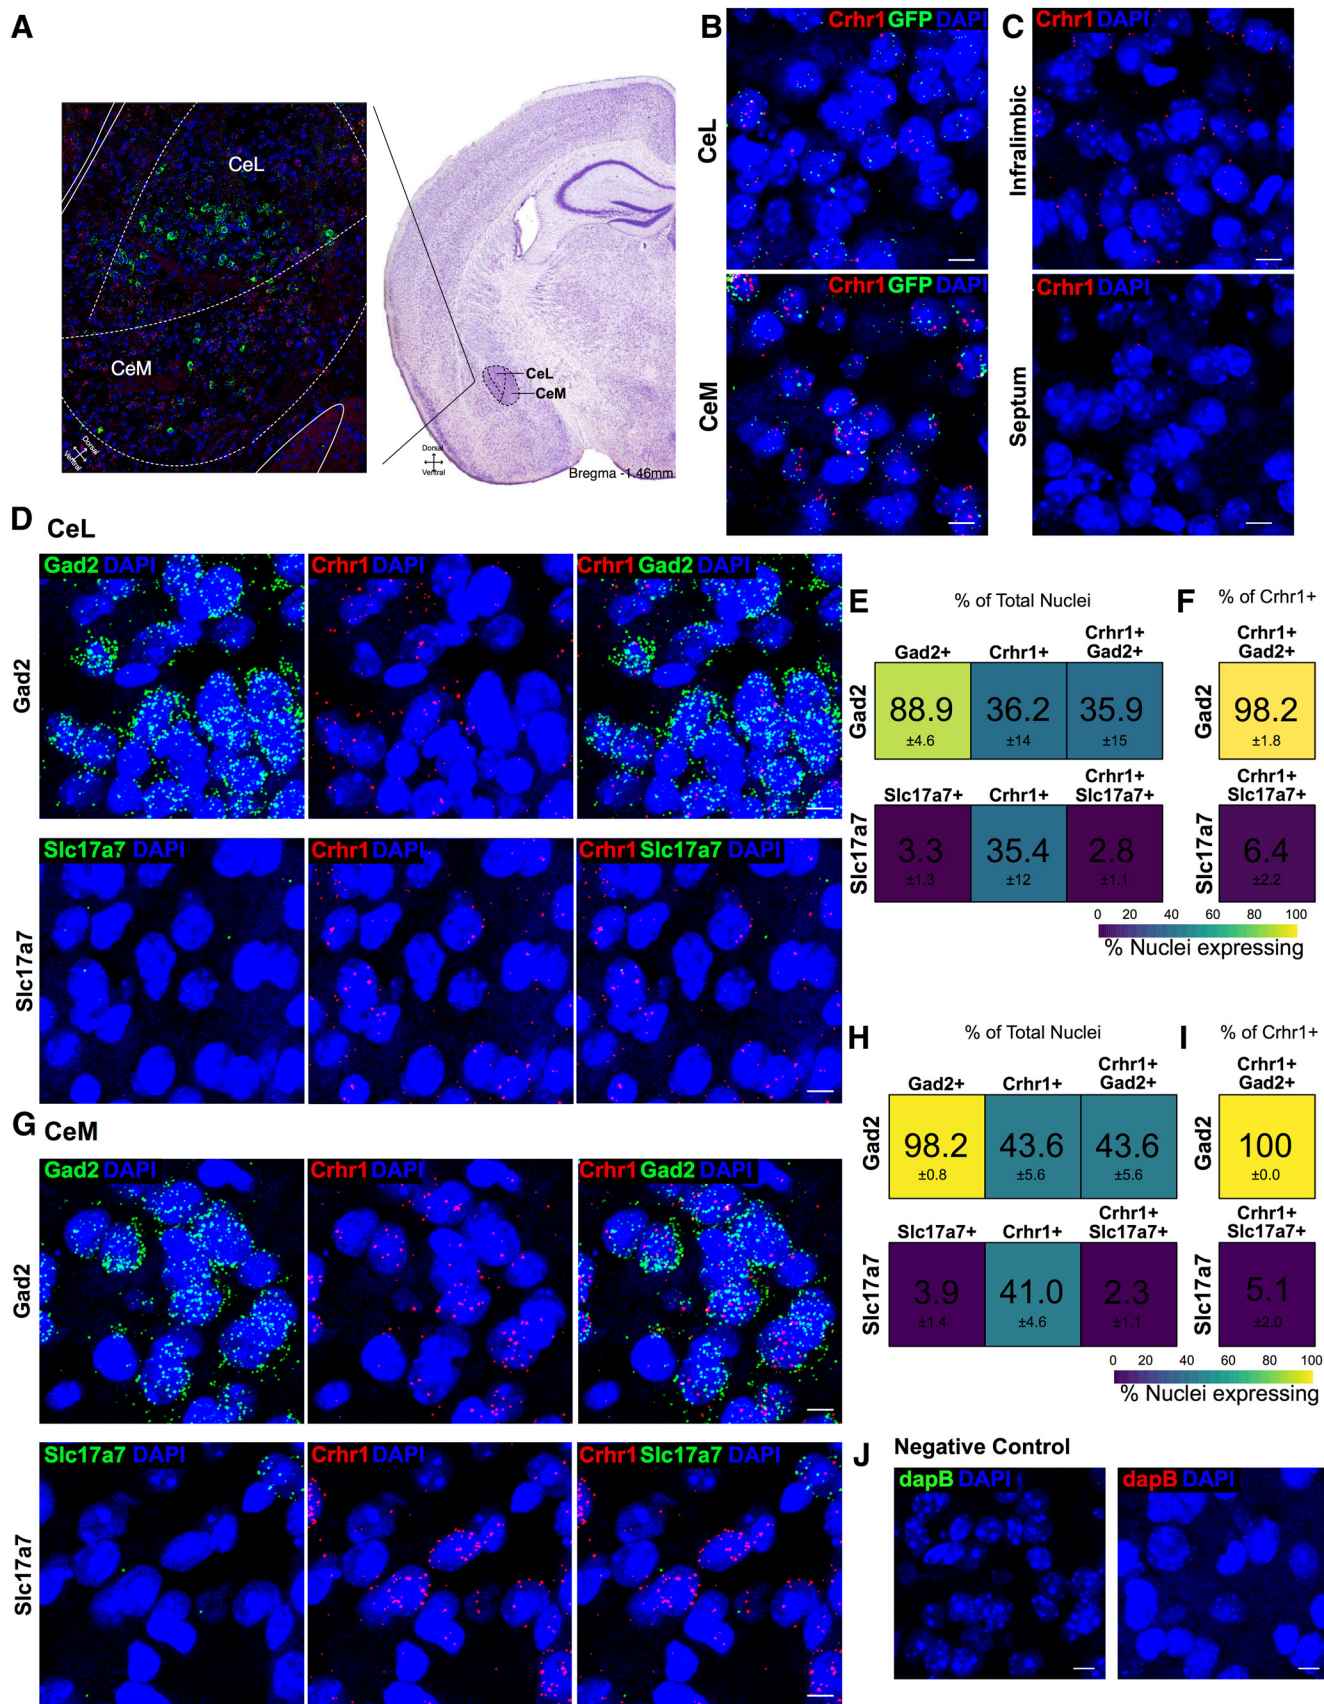 A
CeL
CeM
Dorsal
Ventral
CeL
CeM
Dorsal
Ventral
Bregma -1.46mm
B
Crhr1 GFP DAPI
CeL
Crhr1 GFP DAPI
CeM
C
Crhr1 DAPI
Infralimbic
Crhr1 DAPI
Septum
D CeL
Gad2 DAPI
Crhr1 DAPI
Crhr1 Gad2 DAPI
Gad2
Slc17a7 DAPI
Crhr1 DAPI
Crhr1 Slc17a7 DAPI
Slc17a7
E
% of Total Nuclei
Gad2+
Crhr1+
Crhr1+
Gad2+
Gad2
88.9
±4.6
36.2
±14
35.9
±15
Slc17a7+
Crhr1+
Crhr1+
Slc17a7+
Slc17a7
3.3
±1.3
35.4
±12
2.8
±1.1
F
% of Crhr1+
Crhr1+
Gad2+
Gad2
98.2
±1.8
Crhr1+
Slc17a7+
Slc17a7
6.4
±2.2
0 20 40 60 80 100
% Nuclei expressing
G CeM
Gad2 DAPI
Crhr1 DAPI
Crhr1 Gad2 DAPI
Gad2
Slc17a7 DAPI
Crhr1 DAPI
Crhr1 Slc17a7 DAPI
Slc17a7
H
% of Total Nuclei
Gad2+
Crhr1+
Crhr1+
Gad2+
Gad2
98.2
±0.8
43.6
±5.6
43.6
±5.6
Slc17a7+
Crhr1+
Crhr1+
Slc17a7+
Slc17a7
3.9
±1.4
41.0
±4.6
2.3
±1.1
I
% of Crhr1+
Crhr1+
Gad2+
Gad2
100
±0.0
Crhr1+
Slc17a7+
Slc17a7
5.1
±2.0
0 20 40 60 80 100
% Nuclei expressing
J
Negative Control
dapB DAPI
dapB DAPI